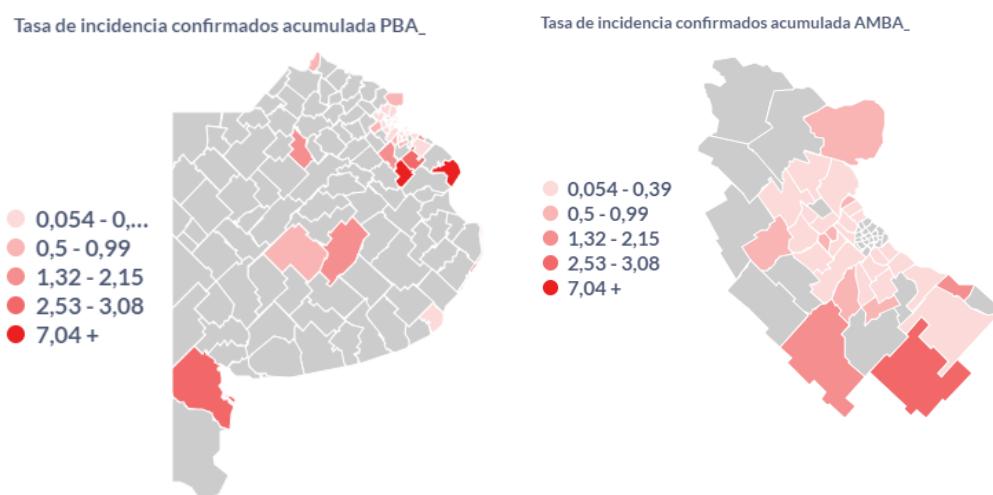 Tasa de incidencia confirmados acumulada PBA_
0,054 - 0,...
0,5 - 0,99
1,32 - 2,15
2,53 - 3,08
7,04 +
Tasa de incidencia confirmados acumulada AMBA_
0,054 - 0,39
0,5 - 0,99
1,32 - 2,15
2,53 - 3,08
7,04 +